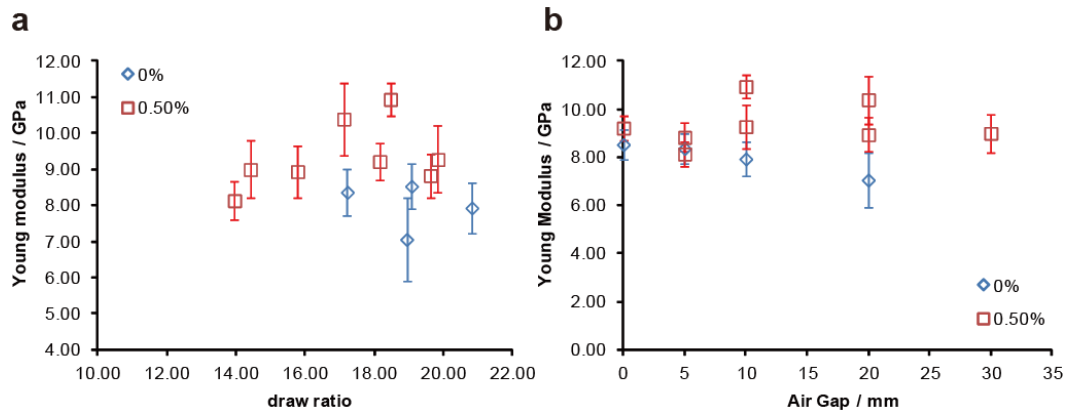 a
12.00
11.00
10.00
9.00
8.00
7.00
6.00
5.00
4.00
Young modulus / GPa
0%
0.50%
10.00 12.00 14.00 16.00 18.00 20.00 22.00
draw ratio
b
12.00
10.00
8.00
6.00
4.00
2.00
0.00
Young Modulus / GPa
0%
0.50%
0 5 10 15 20 25 30 35
Air Gap / mm